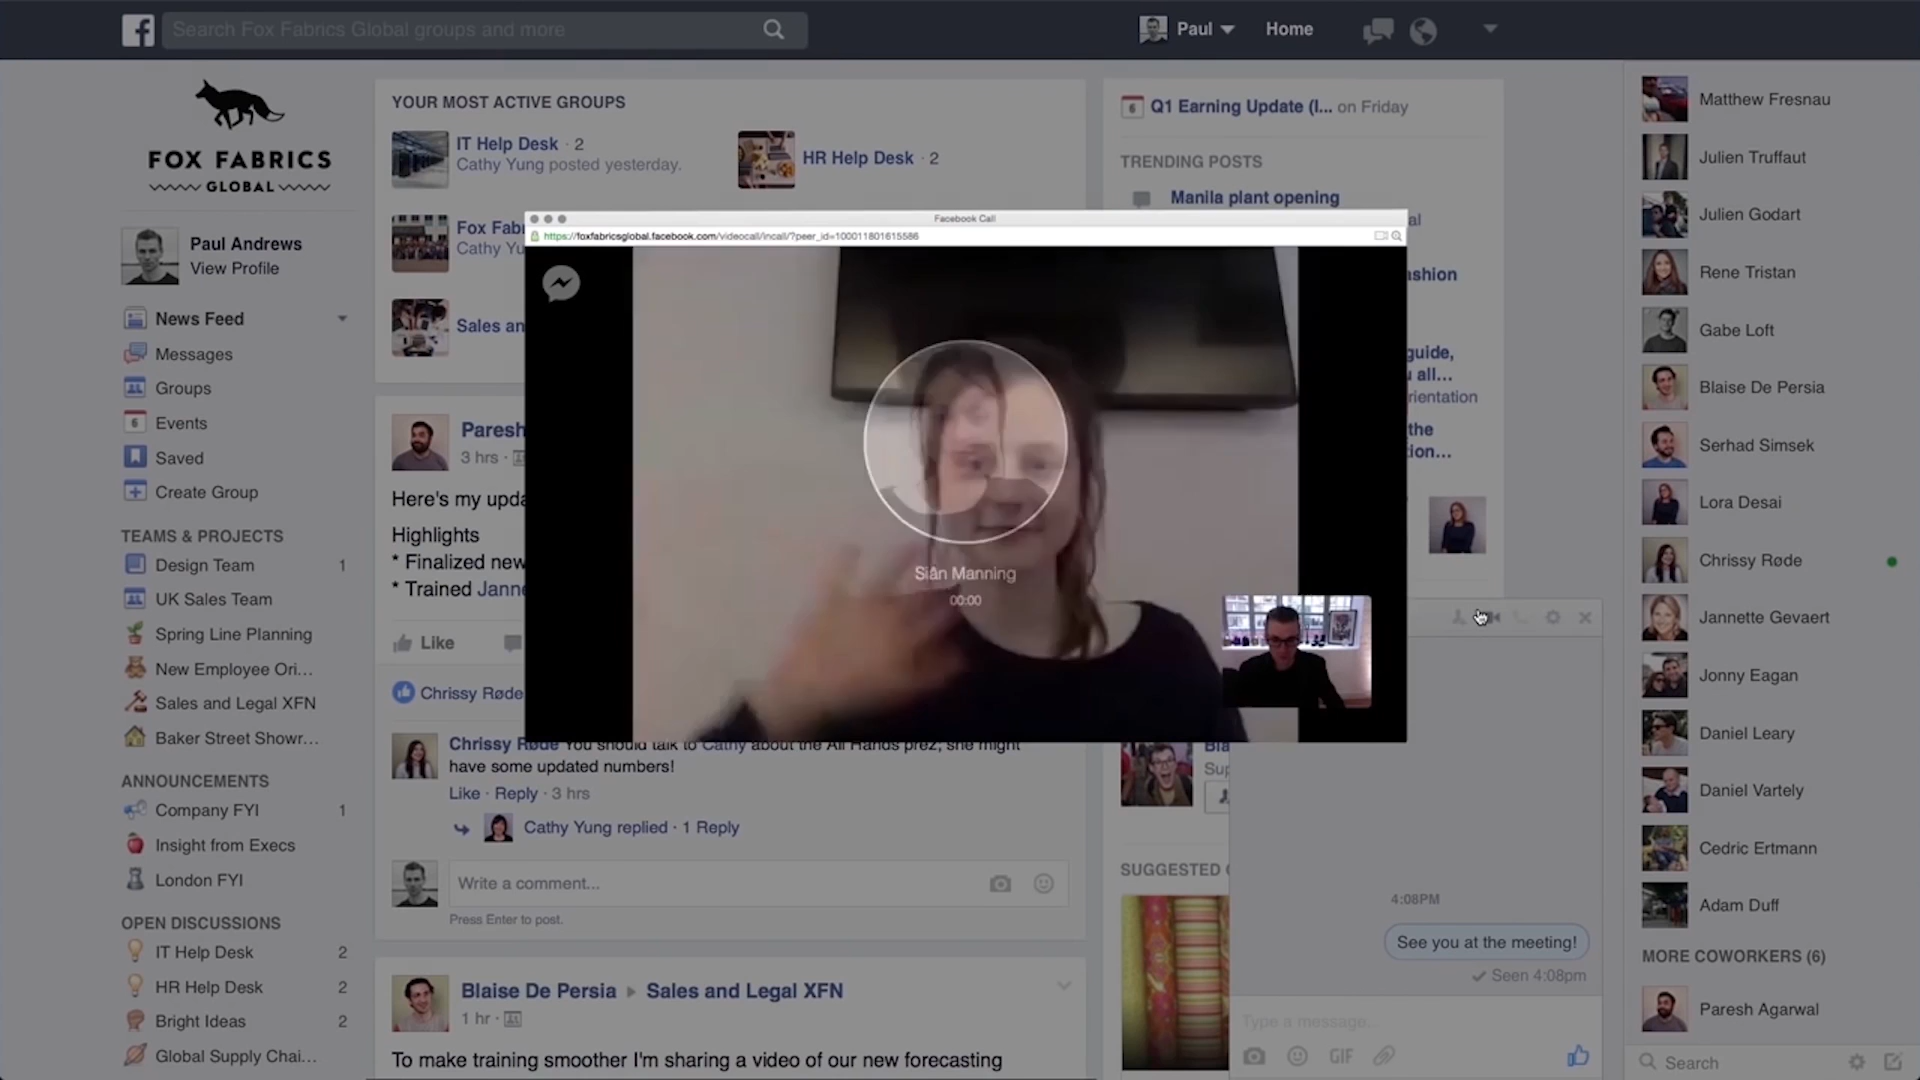 Search Fox Fabrics Global groups and more
Paul
Home
FOX FABRICS
GLOBAL
Paul Andrews
View Profile
News Feed
Messages
Groups
6 Events
Saved
Create Group
TEAMS & PROJECTS
Design Team 1
UK Sales Team
Spring Line Planning
New Employee Ori...
Sales and Legal XFN
Baker Street Showr...
ANNOUNCEMENTS
Company FYI 1
Insight from Execs
London FYI
OPEN DISCUSSIONS
IT Help Desk 2
HR Help Desk 2
Bright Ideas 2
Global Supply Chai...
YOUR MOST ACTIVE GROUPS
IT Help Desk · 2
Cathy Yung posted yesterday.
HR Help Desk · 2
Fox Fab
Cathy Yu
Sales an
Paresh
3 hrs ·
Here's my upda
Highlights
* Finalized new
* Trained Janne
Like
Chrissy Røde
Chrissy Røde You should talk to Cathy about the All Hands prez; she might
have some updated numbers!
Like · Reply · 3 hrs
Cathy Yung replied · 1 Reply
Write a comment...
Press Enter to post.
Blaise De Persia ▸ Sales and Legal XFN
1 hr ·
To make training smoother I'm sharing a video of our new forecasting
Facebook Call
https://foxfabricsglobal.facebook.com/videocall/incall/?peer_id=100011801615586
Siân Manning
00:00
6 Q1 Earning Update (I... on Friday
TRENDING POSTS
Manila plant opening
al
ashion
guide,
u all...
rientation
the
tion...
Bla
Sup
SUGGESTED
4:08PM
See you at the meeting!
Seen 4:08pm
Type a message...
GIF
Matthew Fresnau
Julien Truffaut
Julien Godart
Rene Tristan
Gabe Loft
Blaise De Persia
Serhad Simsek
Lora Desai
Chrissy Røde
Jannette Gevaert
Jonny Eagan
Daniel Leary
Daniel Vartely
Cedric Ertmann
Adam Duff
MORE COWORKERS (6)
Paresh Agarwal
Search